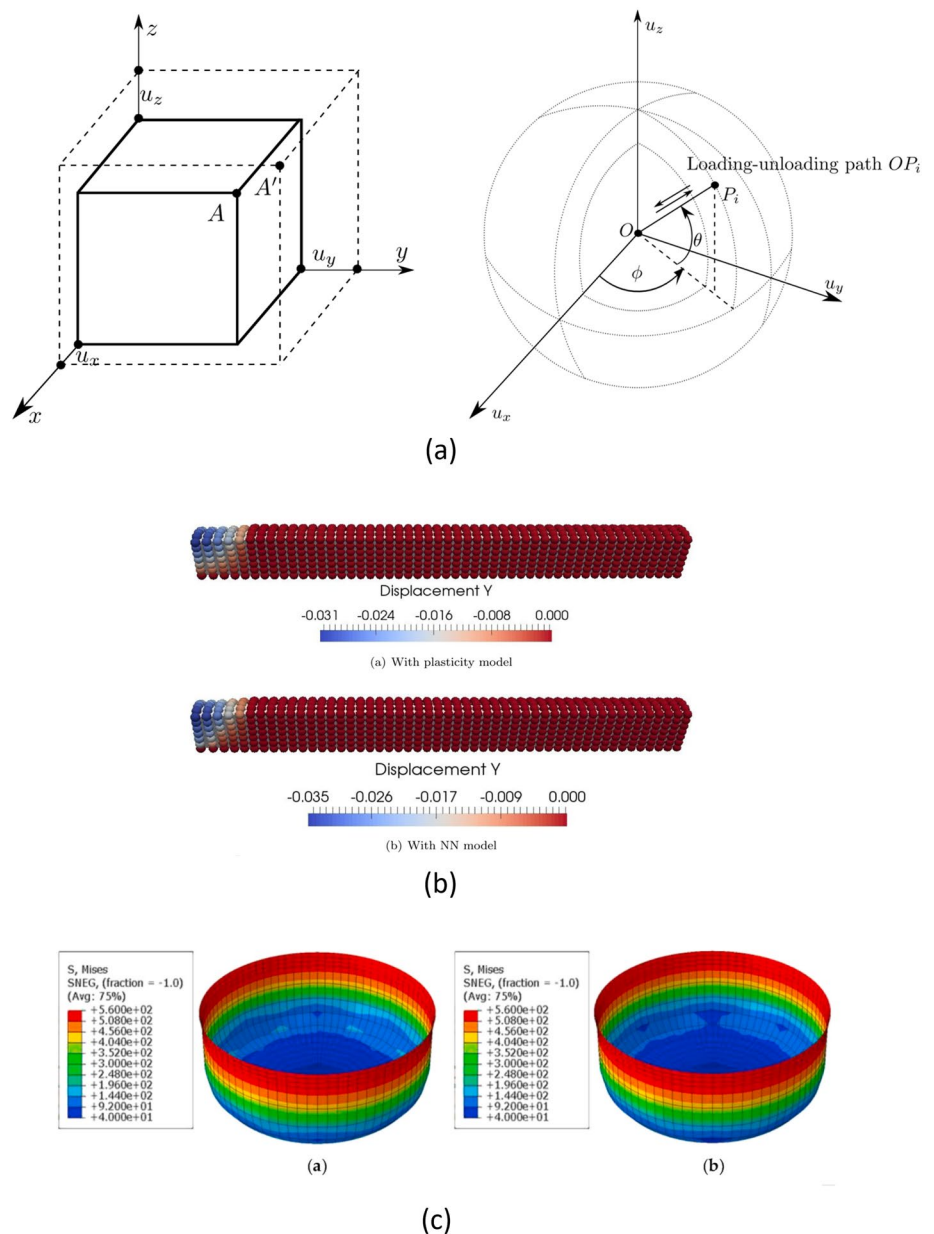 z
u_z
A'
A
u_y
y
u_x
x
u_z
Loading-unloading path OP_i
P_i
O
θ
ϕ
u_y
u_x
(a)
Displacement Y
-0.031 -0.024 -0.016 -0.008 0.000
(a) With plasticity model
Displacement Y
-0.035 -0.026 -0.017 -0.009 0.000
(b) With NN model
(b)
S, Mises
SNEG, (fraction = -1.0)
(Avg: 75%)
+5.600e+02
+5.080e+02
+4.560e+02
+4.040e+02
+3.520e+02
+3.000e+02
+2.480e+02
+1.960e+02
+1.440e+02
+9.200e+01
+4.000e+01
(a)
S, Mises
SNEG, (fraction = -1.0)
(Avg: 75%)
+5.600e+02
+5.080e+02
+4.560e+02
+4.040e+02
+3.520e+02
+3.000e+02
+2.480e+02
+1.960e+02
+1.440e+02
+9.200e+01
+4.000e+01
(b)
(c)